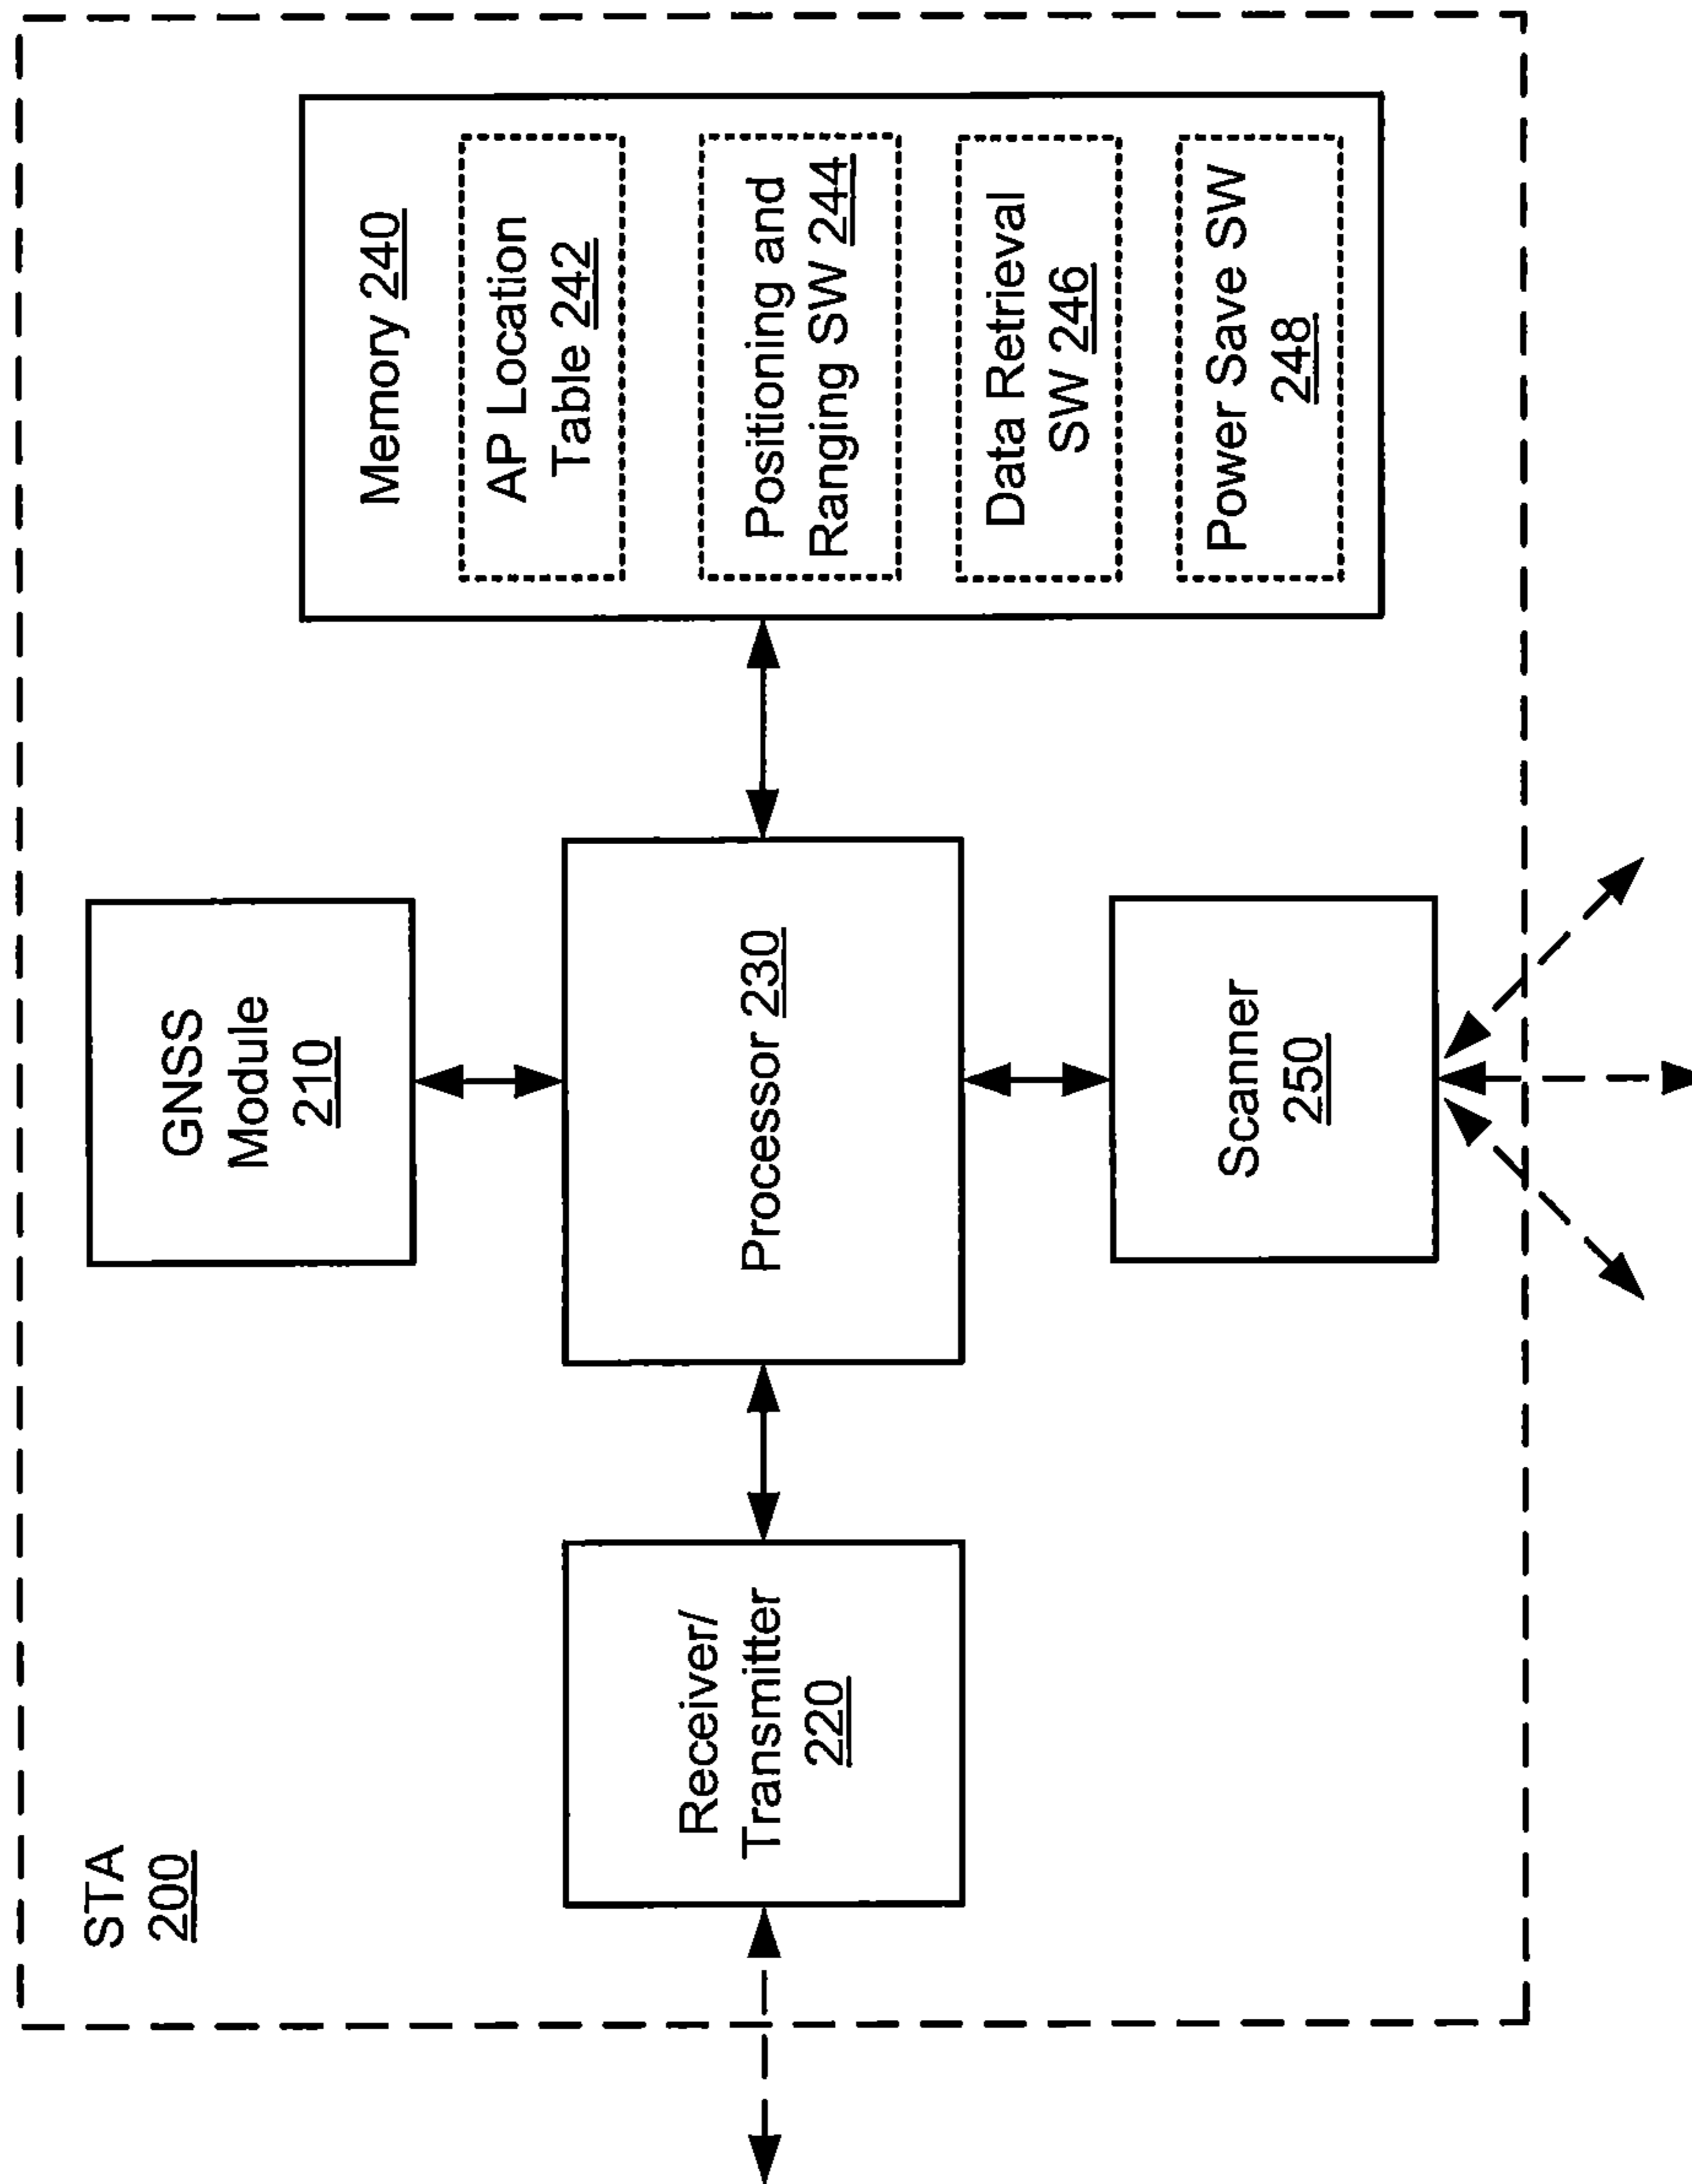 STA
200
GNSS
Module
210
Receiver/
Transmitter
220
Processor 230
Memory 240
AP Location
Table 242
Positioning and
Ranging SW 244
Data Retrieval
SW 246
Power Save SW
248
Scanner
250